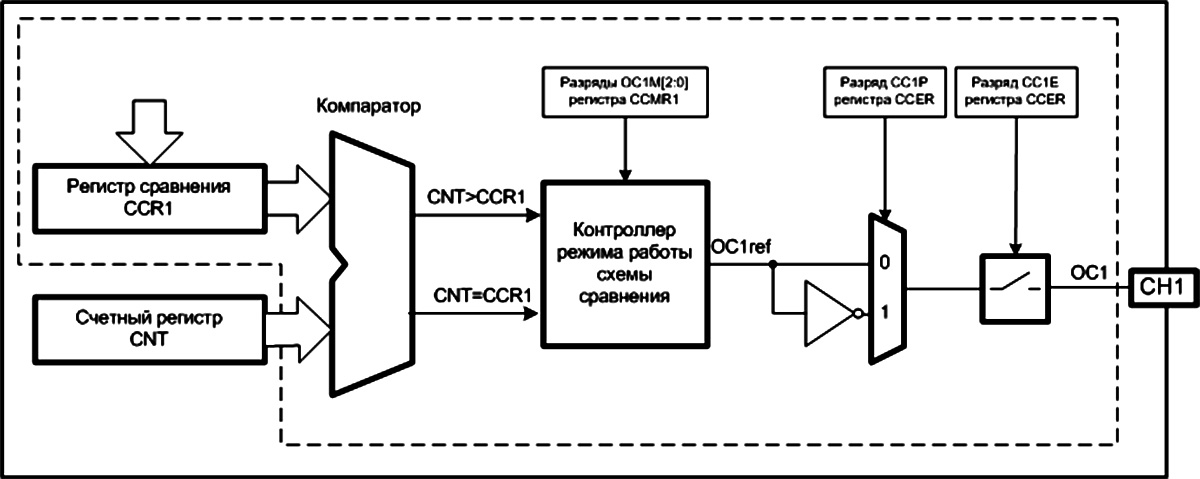 Разряды OC1M[2:0]
регистра CCMR1
Разряд CC1P
регистра CCER
Разряд CC1E
регистра CCER
Компаратор
Регистр сравнения
CCR1
CNT>CCR1
Контроллер
режима работы
схемы
сравнения
OC1ref
0
1
OC1
CH1
CNT=CCR1
Счетный регистр
CNT